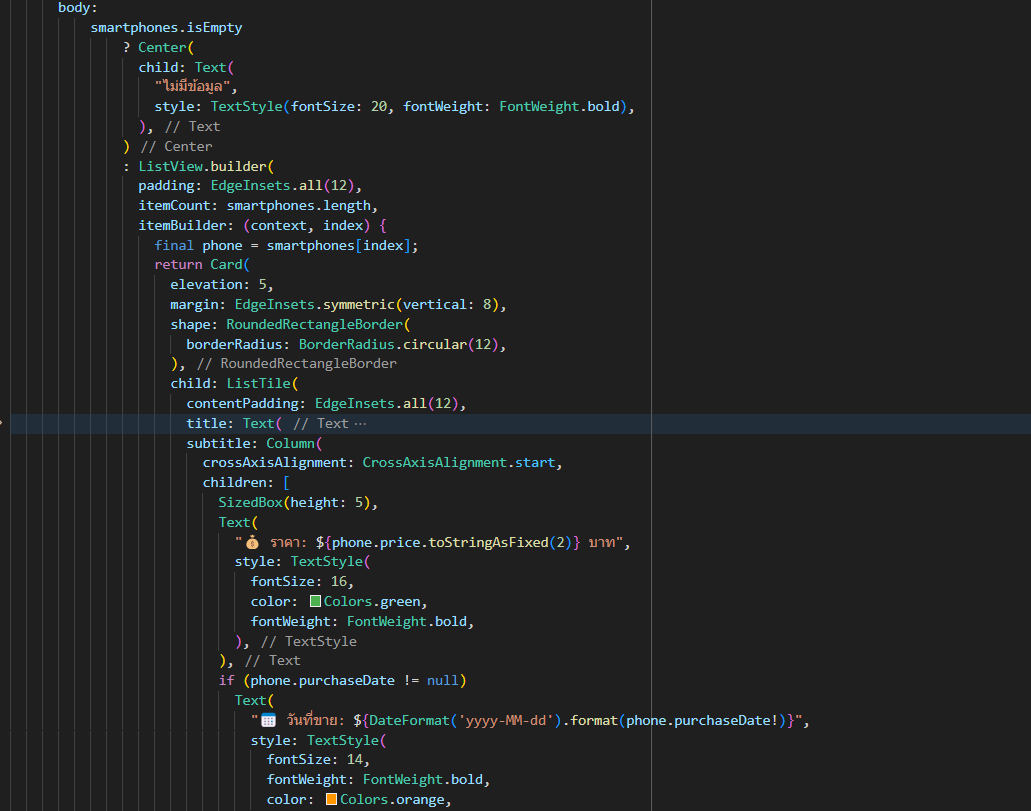 body:
smartphones.isEmpty
? Center(
child: Text(
"ไม่มีข้อมูล",
style: TextStyle(fontSize: 20, fontWeight: FontWeight.bold),
), // Text
) // Center
: ListView.builder(
padding: EdgeInsets.all(12),
itemCount: smartphones.length,
itemBuilder: (context, index) {
final phone = smartphones[index];
return Card(
elevation: 5,
margin: EdgeInsets.symmetric(vertical: 8),
shape: RoundedRectangleBorder(
borderRadius: BorderRadius.circular(12),
), // RoundedRectangleBorder
child: ListTile(
contentPadding: EdgeInsets.all(12),
title: Text( // Text ⋯
subtitle: Column(
crossAxisAlignment: CrossAxisAlignment.start,
children: [
SizedBox(height: 5),
Text(
"💰 ราคา: ${phone.price.toStringAsFixed(2)} บาท",
style: TextStyle(
fontSize: 16,
color: Colors.green,
fontWeight: FontWeight.bold,
), // TextStyle
), // Text
if (phone.purchaseDate != null)
Text(
"📅 วันที่ขาย: ${DateFormat('yyyy-MM-dd').format(phone.purchaseDate!)}",
style: TextStyle(
fontSize: 14,
fontWeight: FontWeight.bold,
color: Colors.orange,